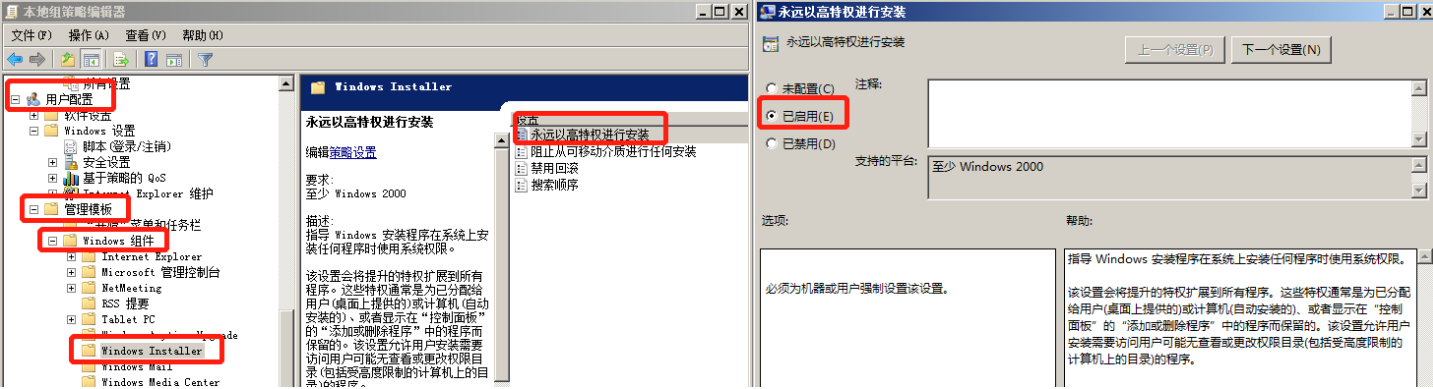 本地组策略编辑器
文件(F) 操作(A) 查看(V) 帮助(H)
所有设置
用户配置
软件设置
Windows 设置
脚本(登录/注销)
安全设置
基于策略的 QoS
Internet Explorer 维护
管理模板
“开始”菜单和任务栏
Windows 组件
Internet Explorer
Microsoft 管理控制台
NetMeeting
RSS 提要
Tablet PC
Windows Installer
Windows Mail
Windows Media Center
Windows Installer
永远以高特权进行安装
编辑策略设置
要求:
至少 Windows 2000
描述:
指导 Windows 安装程序在系统上安
装任何程序时使用系统权限。
该设置会将提升的特权扩展到所有
程序。这些特权通常是为已分配给
用户(桌面上提供的)或计算机(自动
安装的)、或者显示在“控制面板”
的“添加或删除程序”中的程序而
保留的。该设置允许用户安装需要
访问用户可能无查看或更改权限目
录(包括受高度限制的计算机上的目
录)的程序。
设置
永远以高特权进行安装
阻止从可移动介质进行任何安装
禁用回滚
搜索顺序
永远以高特权进行安装
永远以高特权进行安装
上一个设置(P) 下一个设置(N)
未配置(C)
已启用(E)
已禁用(D)
注释:
支持的平台:
至少 Windows 2000
选项:
帮助:
必须为机器或用户强制设置该设置。
指导 Windows 安装程序在系统上安装任何程序时使用系统权限。
该设置会将提升的特权扩展到所有程序。这些特权通常是为已分配
给用户(桌面上提供的)或计算机(自动安装的)、或者显示在“控制
面板”的“添加或删除程序”中的程序而保留的。该设置允许用户
安装需要访问用户可能无查看或更改权限目录(包括受高度限制的
计算机上的目录)的程序。